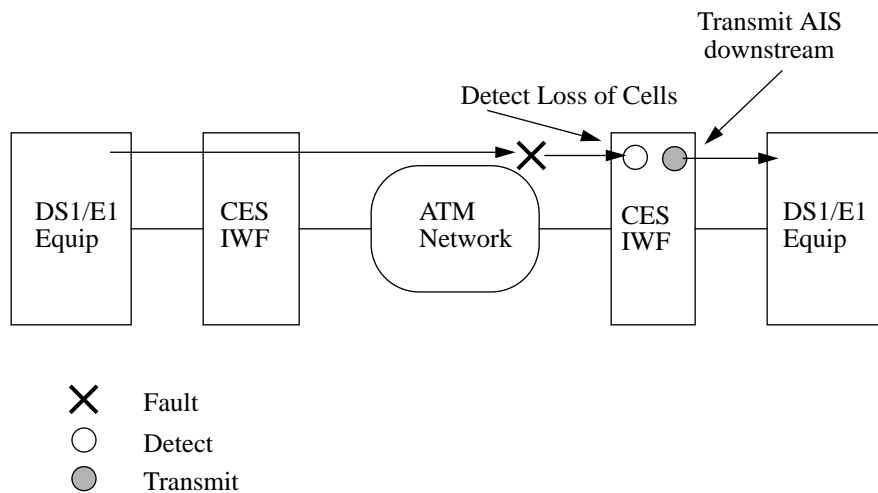 Transmit AIS
downstream
Detect Loss of Cells
DS1/E1
Equip
CES
IWF
ATM
Network
CES
IWF
DS1/E1
Equip
Fault
Detect
Transmit